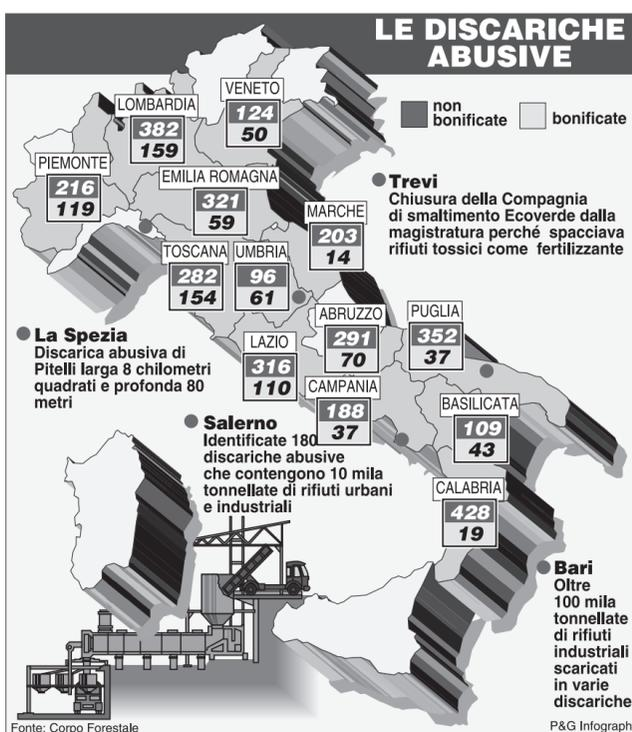 LE DISCARICHE
ABUSIVE
non
bonificate
bonificate
VENETO
124
50
LOMBARDIA
382
159
PIEMONTE
216
119
EMILIA ROMAGNA
321
59
MARCHE
203
14
TOSCANA
282
154
UMBRIA
96
61
ABRUZZO
291
70
PUGLIA
352
37
LAZIO
316
110
CAMPANIA
188
37
BASILICATA
109
43
CALABRIA
428
19
Trevi
Chiusura della Compagnia
di smaltimento Ecoverde dalla
magistratura perché spacciava
rifiuti tossici come fertilizzante
La Spezia
Discarica abusiva di
Pitelli larga 8 chilometri
quadrati e profonda 80
metri
Salerno
Identificate 180
discariche abusive
che contengono 10 mila
tonnellate di rifiuti urbani
e industriali
Bari
Oltre
100 mila
tonnellate
di rifiuti
industriali
scaricati
in varie
discariche
Fonte: Corpo Forestale
P&G Infograph